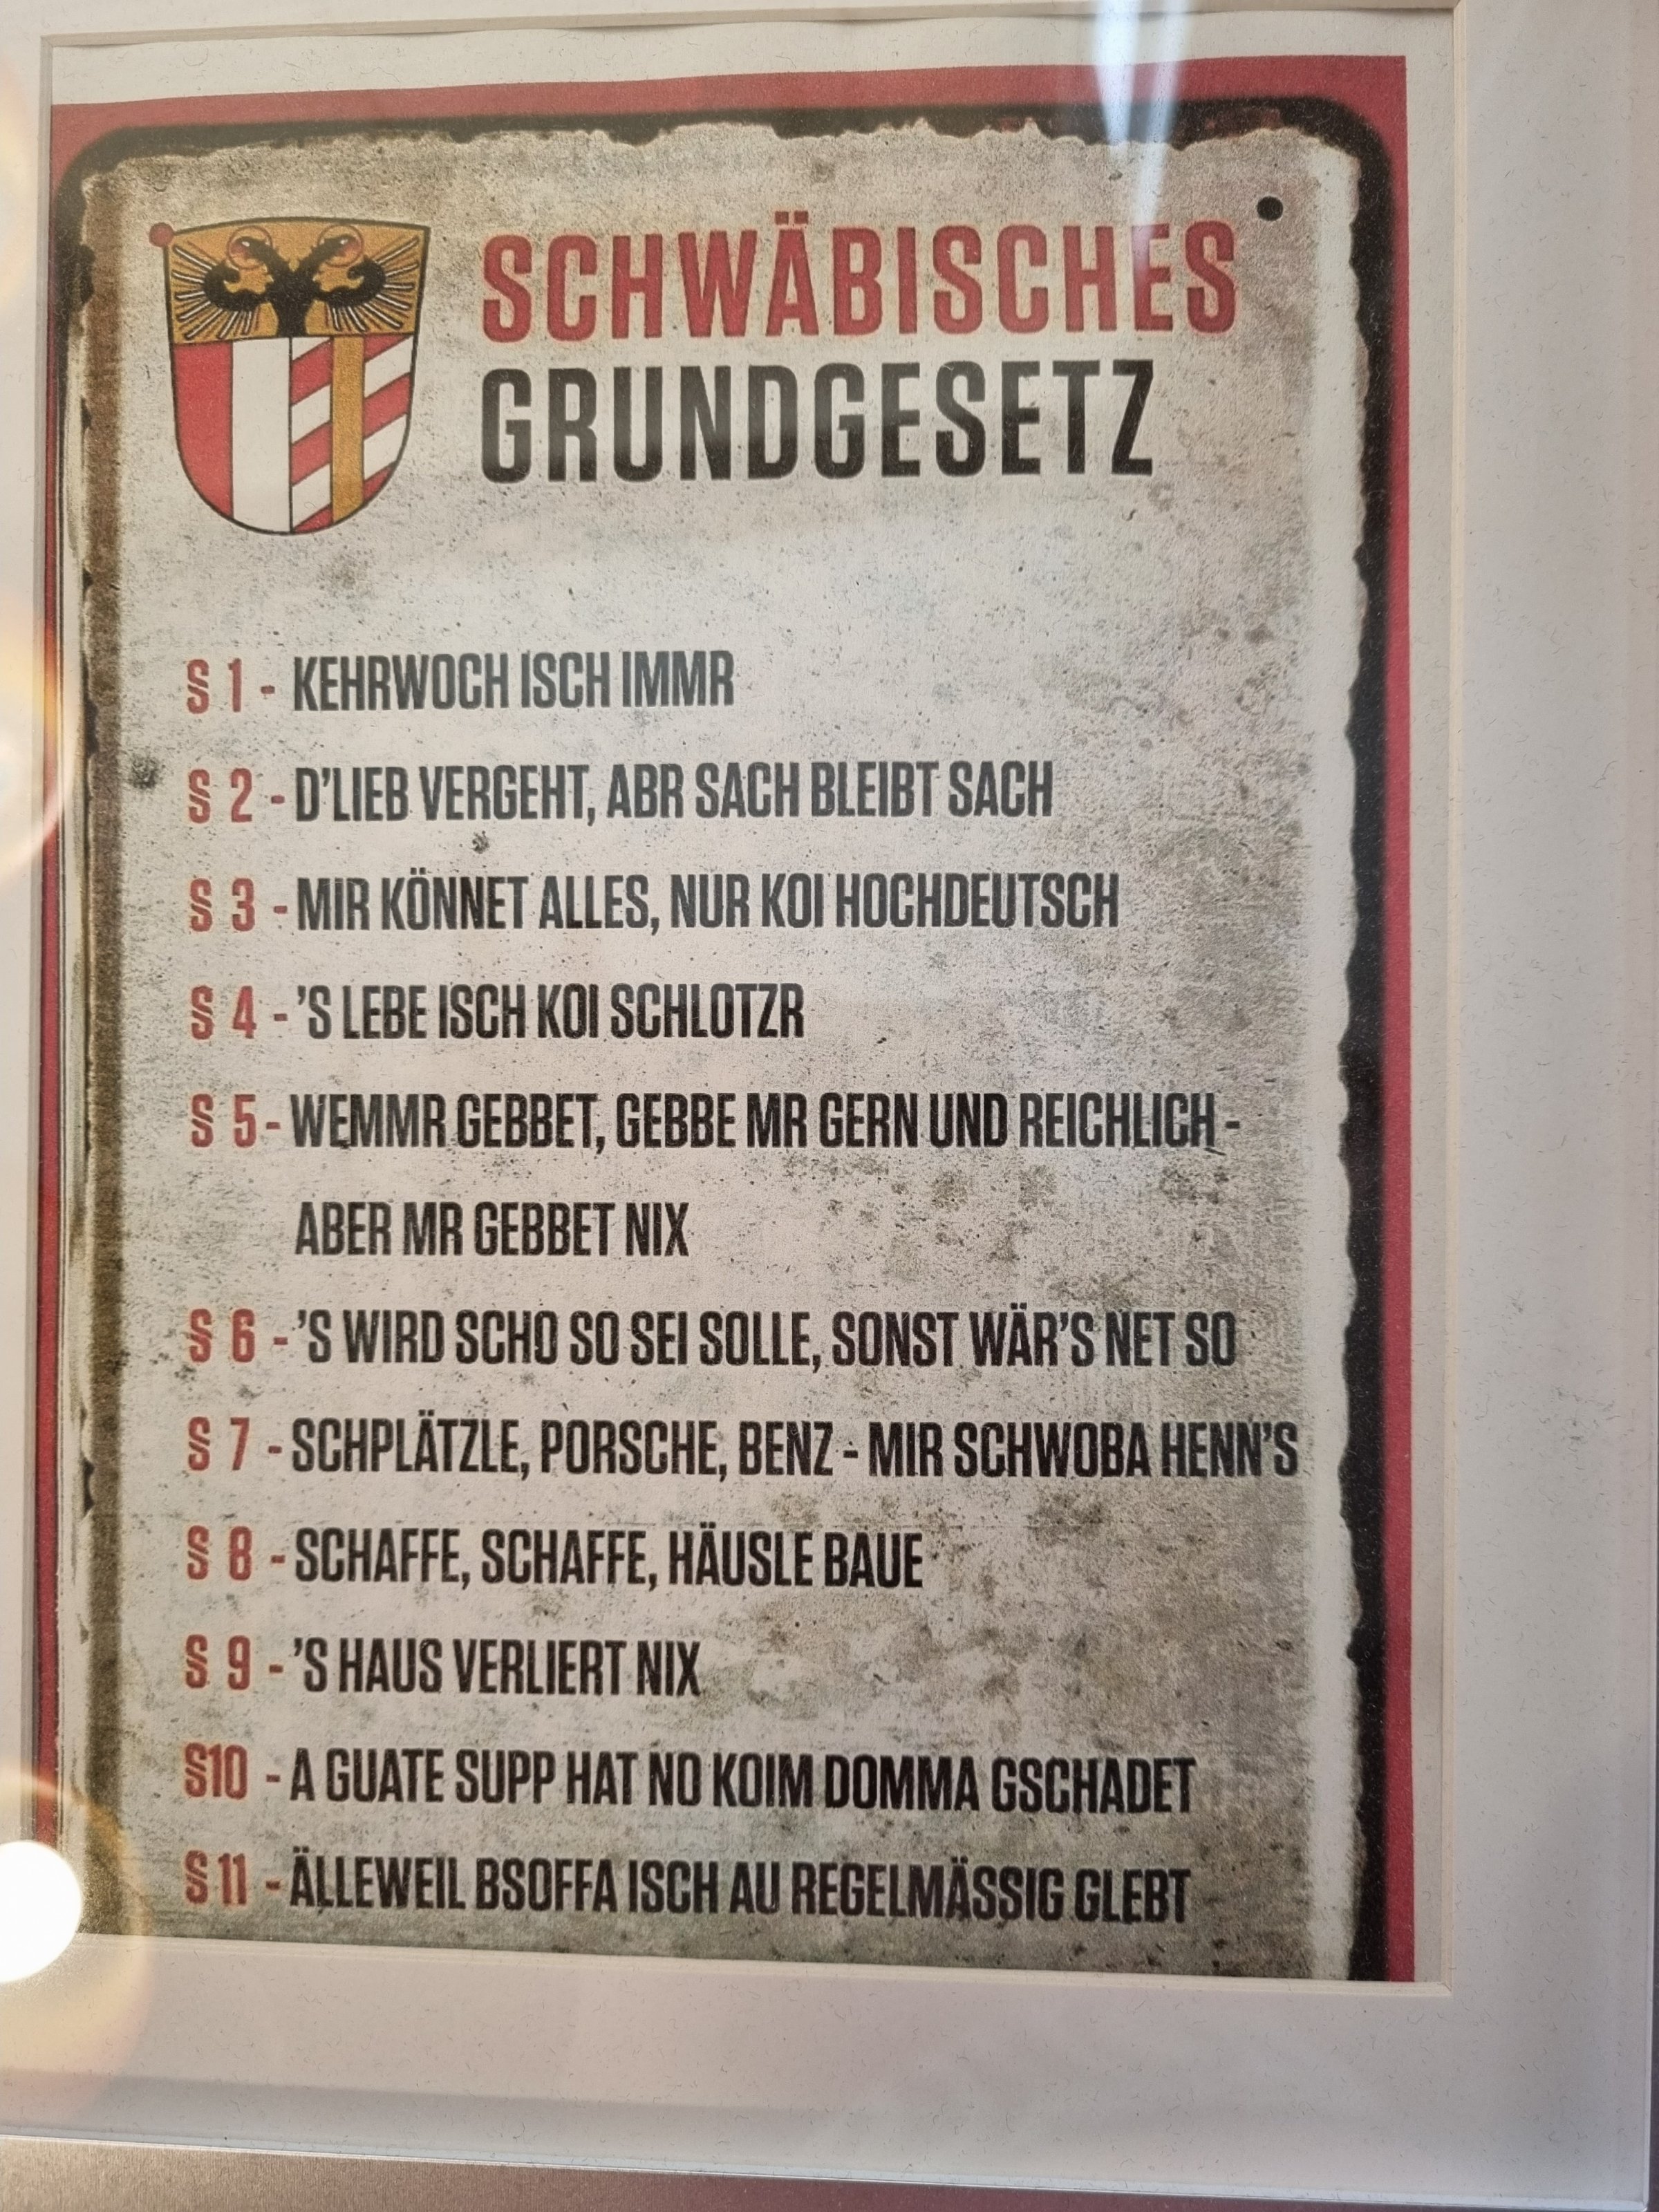 SCHWÄBISCHES
GRUNDGESETZ
§ 1 - KEHRWOCH ISCH IMMR
§ 2 - D'LIEB VERGEHT, ABR SACH BLEIBT SACH
§ 3 - MIR KÖNNET ALLES, NUR KOI HOCHDEUTSCH
§ 4 - 'S LEBE ISCH KOI SCHLOTZR
§ 5 - WEMMR GEBBET, GEBBE MR GERN UND REICHLICH -
ABER MR GEBBET NIX
§ 6 - 'S WIRD SCHO SO SEI SOLLE, SONST WÄR'S NET SO
§ 7 - SCHPLÄTZLE, PORSCHE, BENZ - MIR SCHWOBA HENN'S
§ 8 - SCHAFFE, SCHAFFE, HÄUSLE BAUE
§ 9 - 'S HAUS VERLIERT NIX
§10 - A GUATE SUPP HAT NO KOIM DOMMA GSCHADET
§ 11 - ÄLLEWEIL BSOFFA ISCH AU REGELMÄSSIG GLEBT